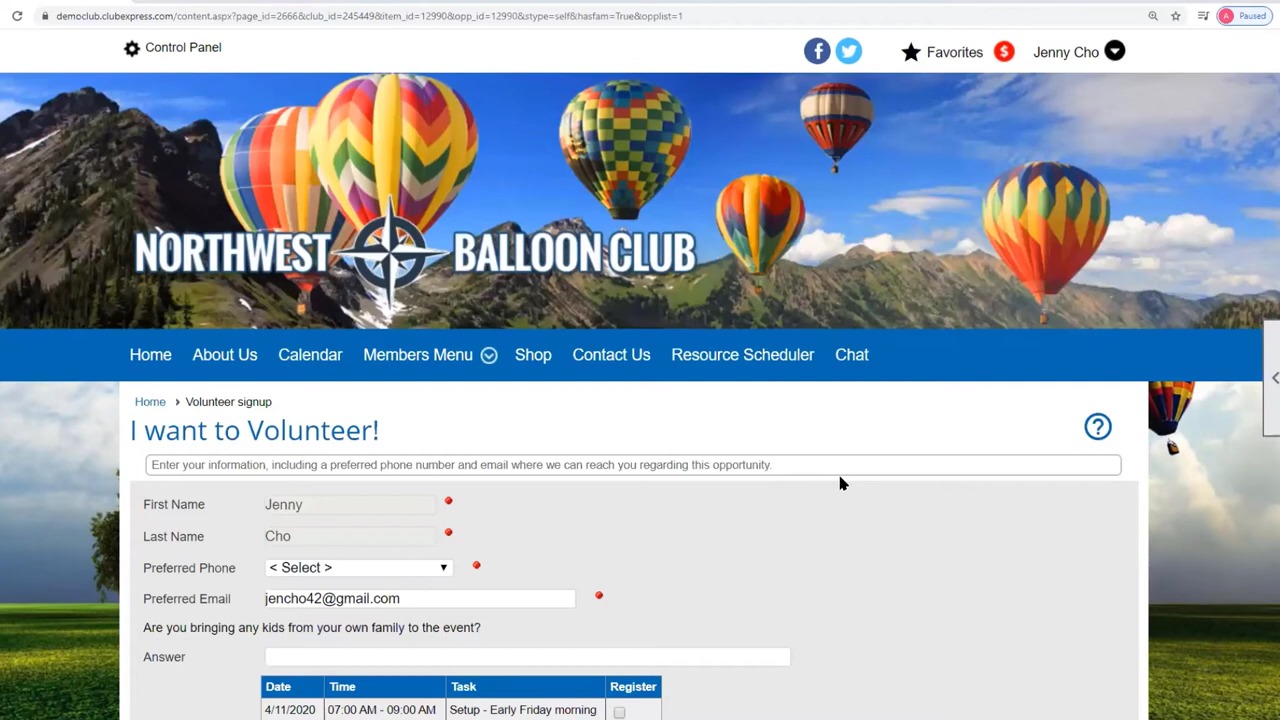 democlub.clubexpress.com/content.aspx?page_id=2666&club_id=245449&item_id=12990&opp_id=12990&stype=self&hasfam=True&opplist=1
A Paused
Control Panel
f
Favorites $ Jenny Cho
NORTHWEST BALLOON CLUB
Home About Us Calendar Members Menu Shop Contact Us Resource Scheduler Chat
Home > Volunteer signup
I want to Volunteer!
?
Enter your information, including a preferred phone number and email where we can reach you regarding this opportunity.
First Name Jenny
Last Name Cho
Preferred Phone < Select >
Preferred Email jencho42@gmail.com
Are you bringing any kids from your own family to the event?
Answer
Date Time Task Register
4/11/2020 07:00 AM - 09:00 AM Setup - Early Friday morning